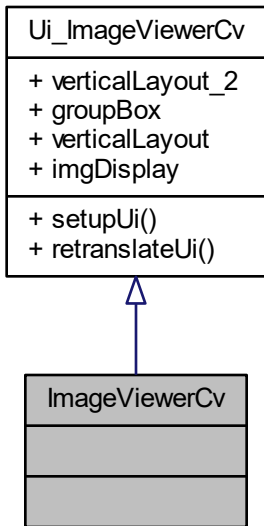 Ui_ImageViewerCv
+ verticalLayout_2
+ groupBox
+ verticalLayout
+ imgDisplay
+ setupUi()
+ retranslateUi()
ImageViewerCv